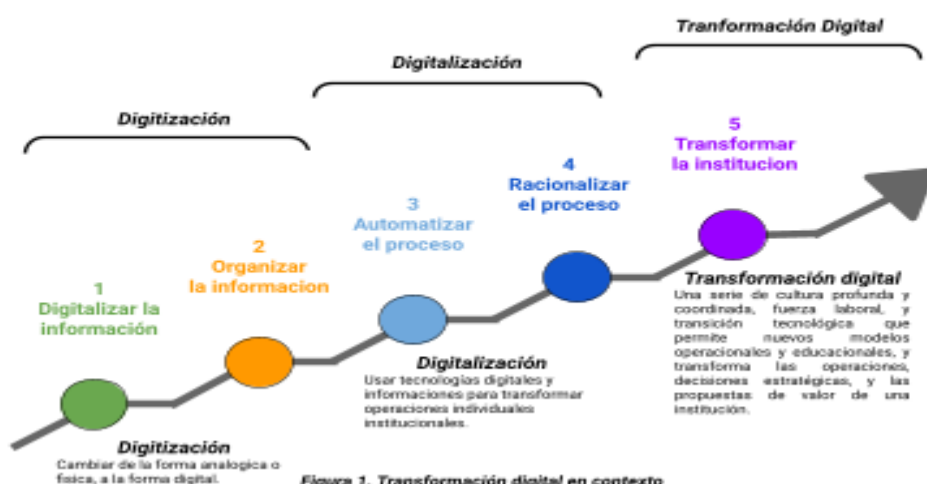 Tranformación Digital
Digitalización
Digitización
5
Transformar
la institucion
4
Racionalizar
el proceso
3
Automatizar
el proceso
2
Organizar
la informacion
1
Digitalizar la
información
Transformación digital
Una serie de cultura profunda y
coordinada, fuerza laboral, y
transición tecnológica que
permite nuevos modelos
operacionales y educacionales, y
transforma las operaciones,
decisiones estratégicas, y las
propuestas de valor de una
institución.
Digitalización
Usar tecnologías digitales y
informaciones para transformar
operaciones individuales
institucionales.
Digitización
Cambiar de la forma analogica o
fisica, a la forma digital.
Figura 1. Transformación digital en contexto